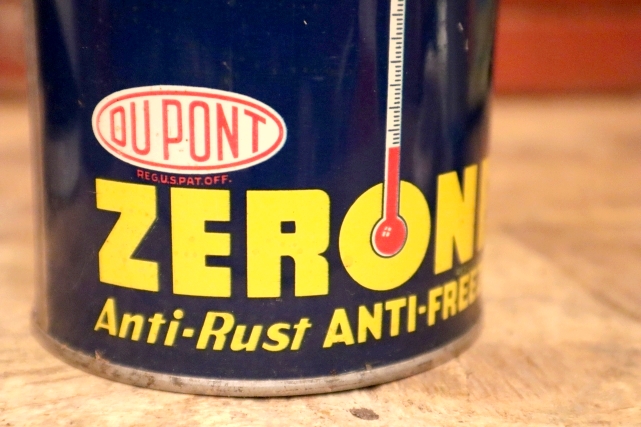 DU PONT
REG.U.S.PAT.OFF.
ZERON
Anti-Rust ANTI-FREE